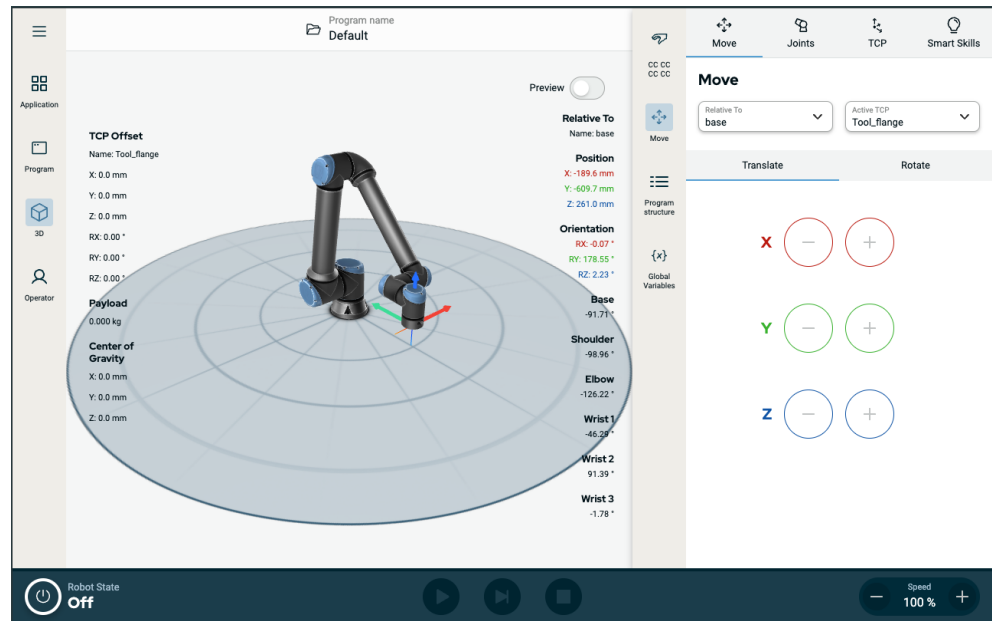 Program name
Default
Application
Program
3D
Operator
Preview
TCP Offset
Name: Tool_flange
X: 0.0 mm
Y: 0.0 mm
Z: 0.0 mm
RX: 0.00 °
RY: 0.00 °
RZ: 0.00 °
Payload
0.000 kg
Center of
Gravity
X: 0.0 mm
Y: 0.0 mm
Z: 0.0 mm
Relative To
Name: base
Position
X: -189.6 mm
Y: -609.7 mm
Z: 261.0 mm
Orientation
RX: -0.07 °
RY: 178.55 °
RZ: 2.23 °
Base
-91.71 °
Shoulder
-98.96 °
Elbow
-126.22 °
Wrist 1
-46.29 °
Wrist 2
91.39 °
Wrist 3
-1.78 °
CC CC
CC CC
Move
Program
structure
{x}
Global
Variables
Move
Joints
TCP
Smart Skills
Move
Relative To
base
Active TCP
Tool_flange
Translate
Rotate
X − +
Y − +
Z − +
Robot State
Off
Speed
− 100 % +